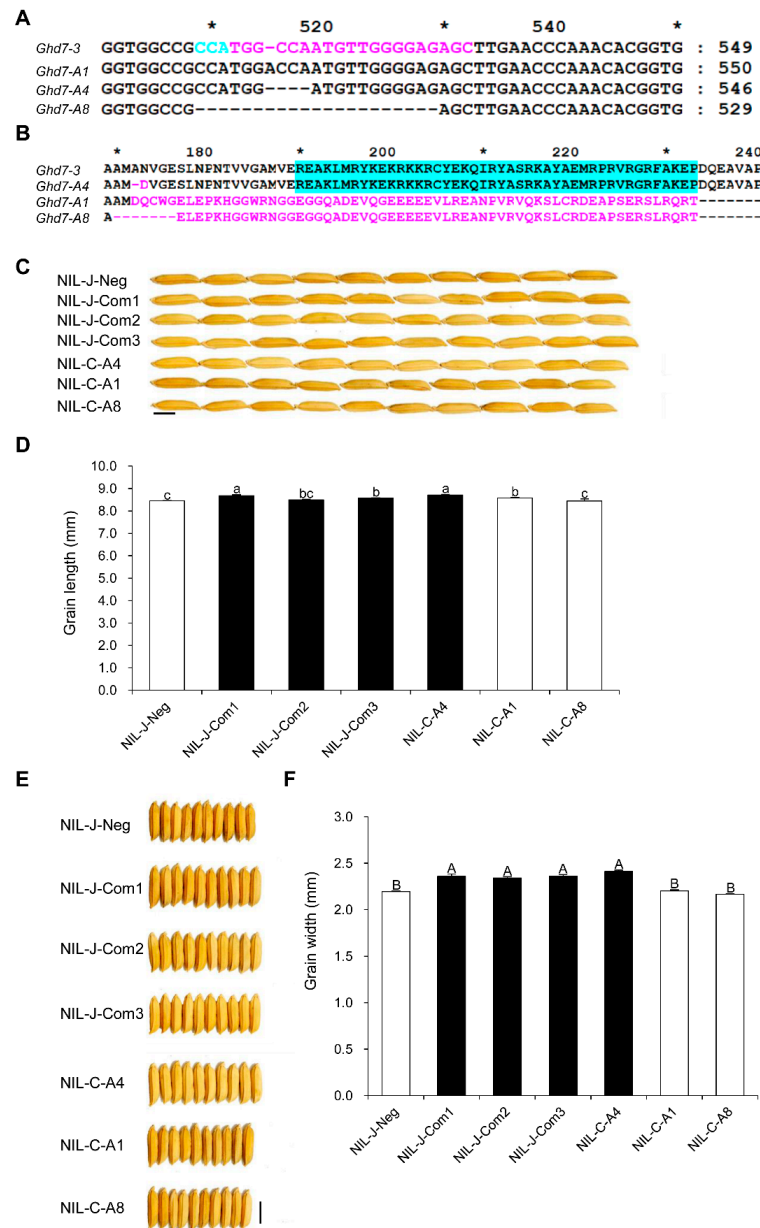 A
* 520 * 540 *
Ghd7-3 GGTGGCCGCCATGG-CCAATGTTGGGGAGAGCTTGAACCCAAACACGGTG : 549
Ghd7-A1 GGTGGCCGCCATGGACCAATGTTGGGGAGAGCTTGAACCCAAACACGGTG : 550
Ghd7-A4 GGTGGCCGCCATGG----ATGTTGGGGAGAGCTTGAACCCAAACACGGTG : 546
Ghd7-A8 GGTGGCCG---------------------AGCTTGAACCCAAACACGGTG : 529
B
* 180 * 200 * 220 * 240
Ghd7-3 AAMANVGESLNPNTVVGAMVEREAKLMRYKEKRKKRCYEKQIRYASRKAYAEMRPRVRGRFAKEPDQEAVAP
Ghd7-A4 AAM-DVGESLNPNTVVGAMVEREAKLMRYKEKRKKRCYEKQIRYASRKAYAEMRPRVRGRFAKEPDQEAVAP
Ghd7-A1 AAMDQCWGELEPKHGGWRNGGEGGQADEVQGEEEEEVLREANPVRVQKSLCRDEAPSERSLRQRT-------
Ghd7-A8 A-------ELEPKHGGWRNGGEGGQADEVQGEEEEEVLREANPVRVQKSLCRDEAPSERSLRQRT-------
C
NIL-J-Neg
NIL-J-Com1
NIL-J-Com2
NIL-J-Com3
NIL-C-A4
NIL-C-A1
NIL-C-A8
D
Grain length (mm)
10.0
9.0
8.0
7.0
6.0
5.0
4.0
3.0
2.0
1.0
0.0
c a bc b a b c
NIL-J-Neg NIL-J-Com1 NIL-J-Com2 NIL-J-Com3 NIL-C-A4 NIL-C-A1 NIL-C-A8
E
NIL-J-Neg
NIL-J-Com1
NIL-J-Com2
NIL-J-Com3
NIL-C-A4
NIL-C-A1
NIL-C-A8
F
Grain width (mm)
3.0
2.5
2.0
1.5
1.0
0.5
0.0
B A A A A B B
NIL-J-Neg NIL-J-Com1 NIL-J-Com2 NIL-J-Com3 NIL-C-A4 NIL-C-A1 NIL-C-A8